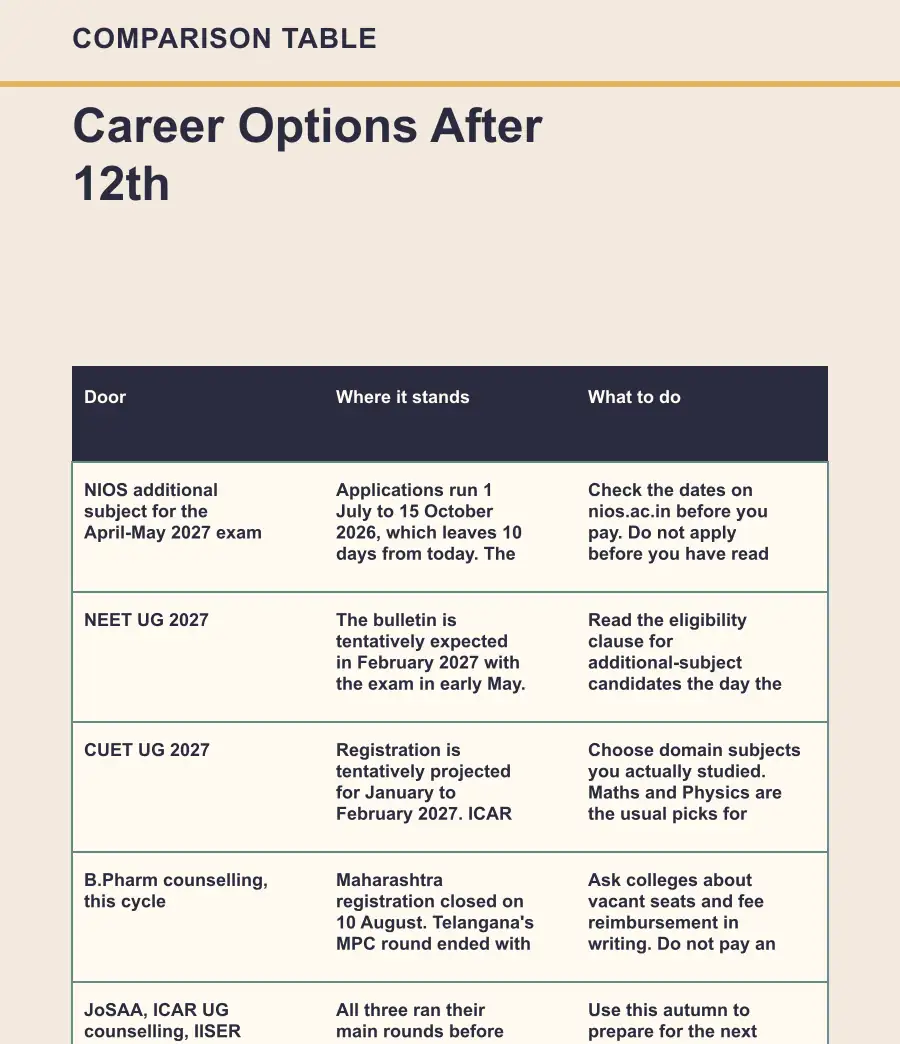 COMPARISON TABLE
Career Options After
12th
Door
Where it stands
What to do
NIOS additional
subject for the
April-May 2027 exam
Applications run 1
July to 15 October
2026, which leaves 10
days from today. The
Check the dates on
nios.ac.in before you
pay. Do not apply
before you have read
NEET UG 2027
The bulletin is
tentatively expected
in February 2027 with
the exam in early May.
Read the eligibility
clause for
additional-subject
candidates the day the
CUET UG 2027
Registration is
tentatively projected
for January to
February 2027. ICAR
Choose domain subjects
you actually studied.
Maths and Physics are
the usual picks for
B.Pharm counselling,
this cycle
Maharashtra
registration closed on
10 August. Telangana's
MPC round ended with
Ask colleges about
vacant seats and fee
reimbursement in
writing. Do not pay an
JoSAA, ICAR UG
counselling, IISER
All three ran their
main rounds before
Use this autumn to
prepare for the next